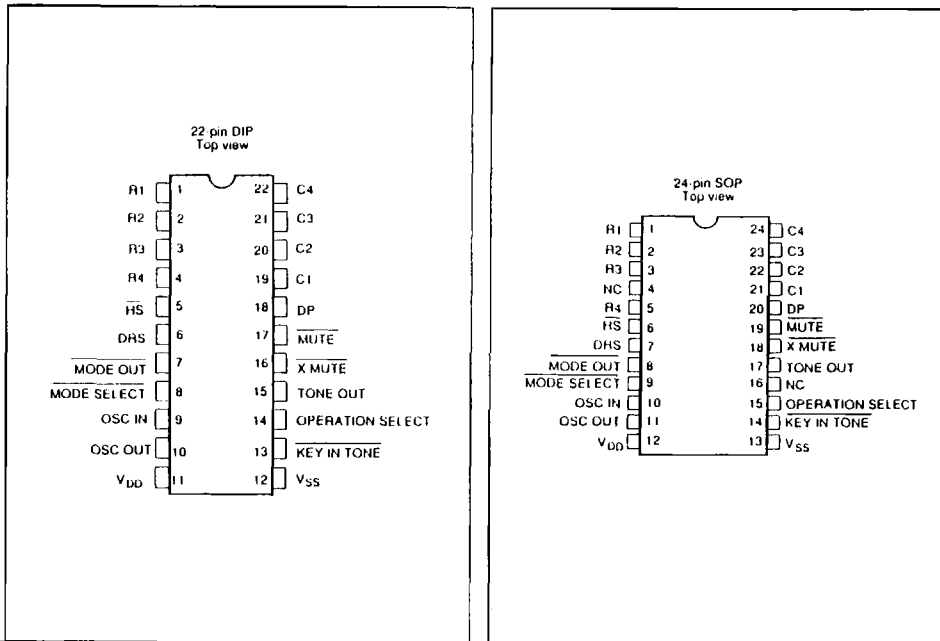 22-pin DIP
Top view
R1 1 22 C4
R2 2 21 C3
R3 3 20 C2
R4 4 19 C1
HS 5 18 DP
DRS 6 17 MUTE
MODE OUT 7 16 X MUTE
MODE SELECT 8 15 TONE OUT
OSC IN 9 14 OPERATION SELECT
OSC OUT 10 13 KEY IN TONE
VDD 11 12 VSS
24-pin SOP
Top view
R1 1 24 C4
R2 2 23 C3
R3 3 22 C2
NC 4 21 C1
R4 5 20 DP
HS 6 19 MUTE
DRS 7 18 X MUTE
MODE OUT 8 17 TONE OUT
MODE SELECT 9 16 NC
OSC IN 10 15 OPERATION SELECT
OSC OUT 11 14 KEY IN TONE
VDD 12 13 VSS